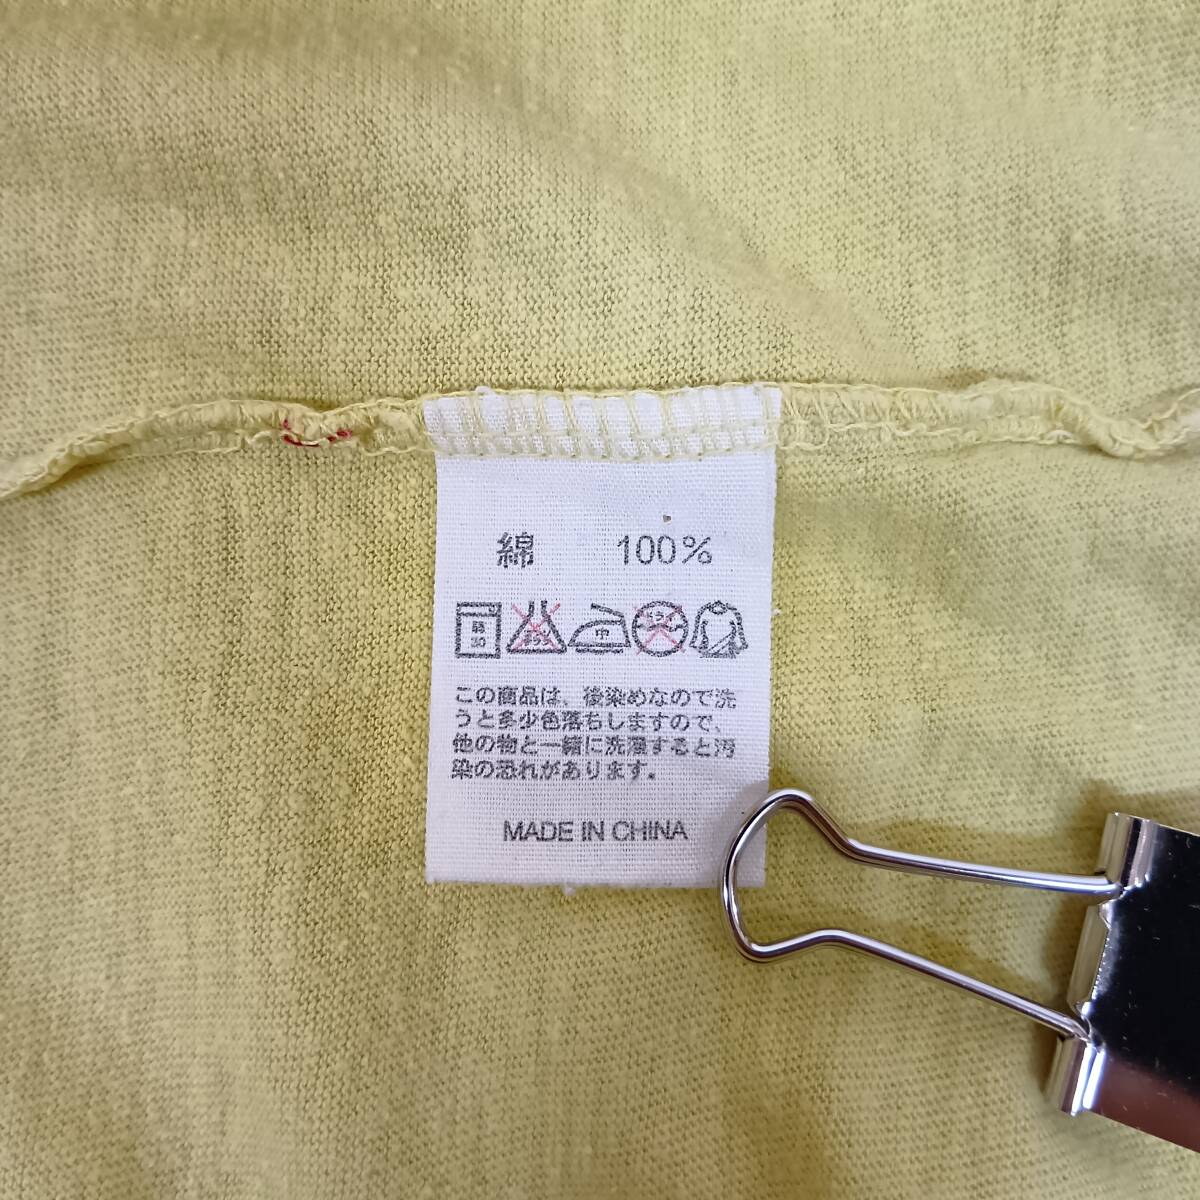 綿 100%
中
この商品は、後染めなので洗
うと多少色落ちしますので、
他の物と一緒に洗濯すると汚
染の恐れがあります。
MADE IN CHINA